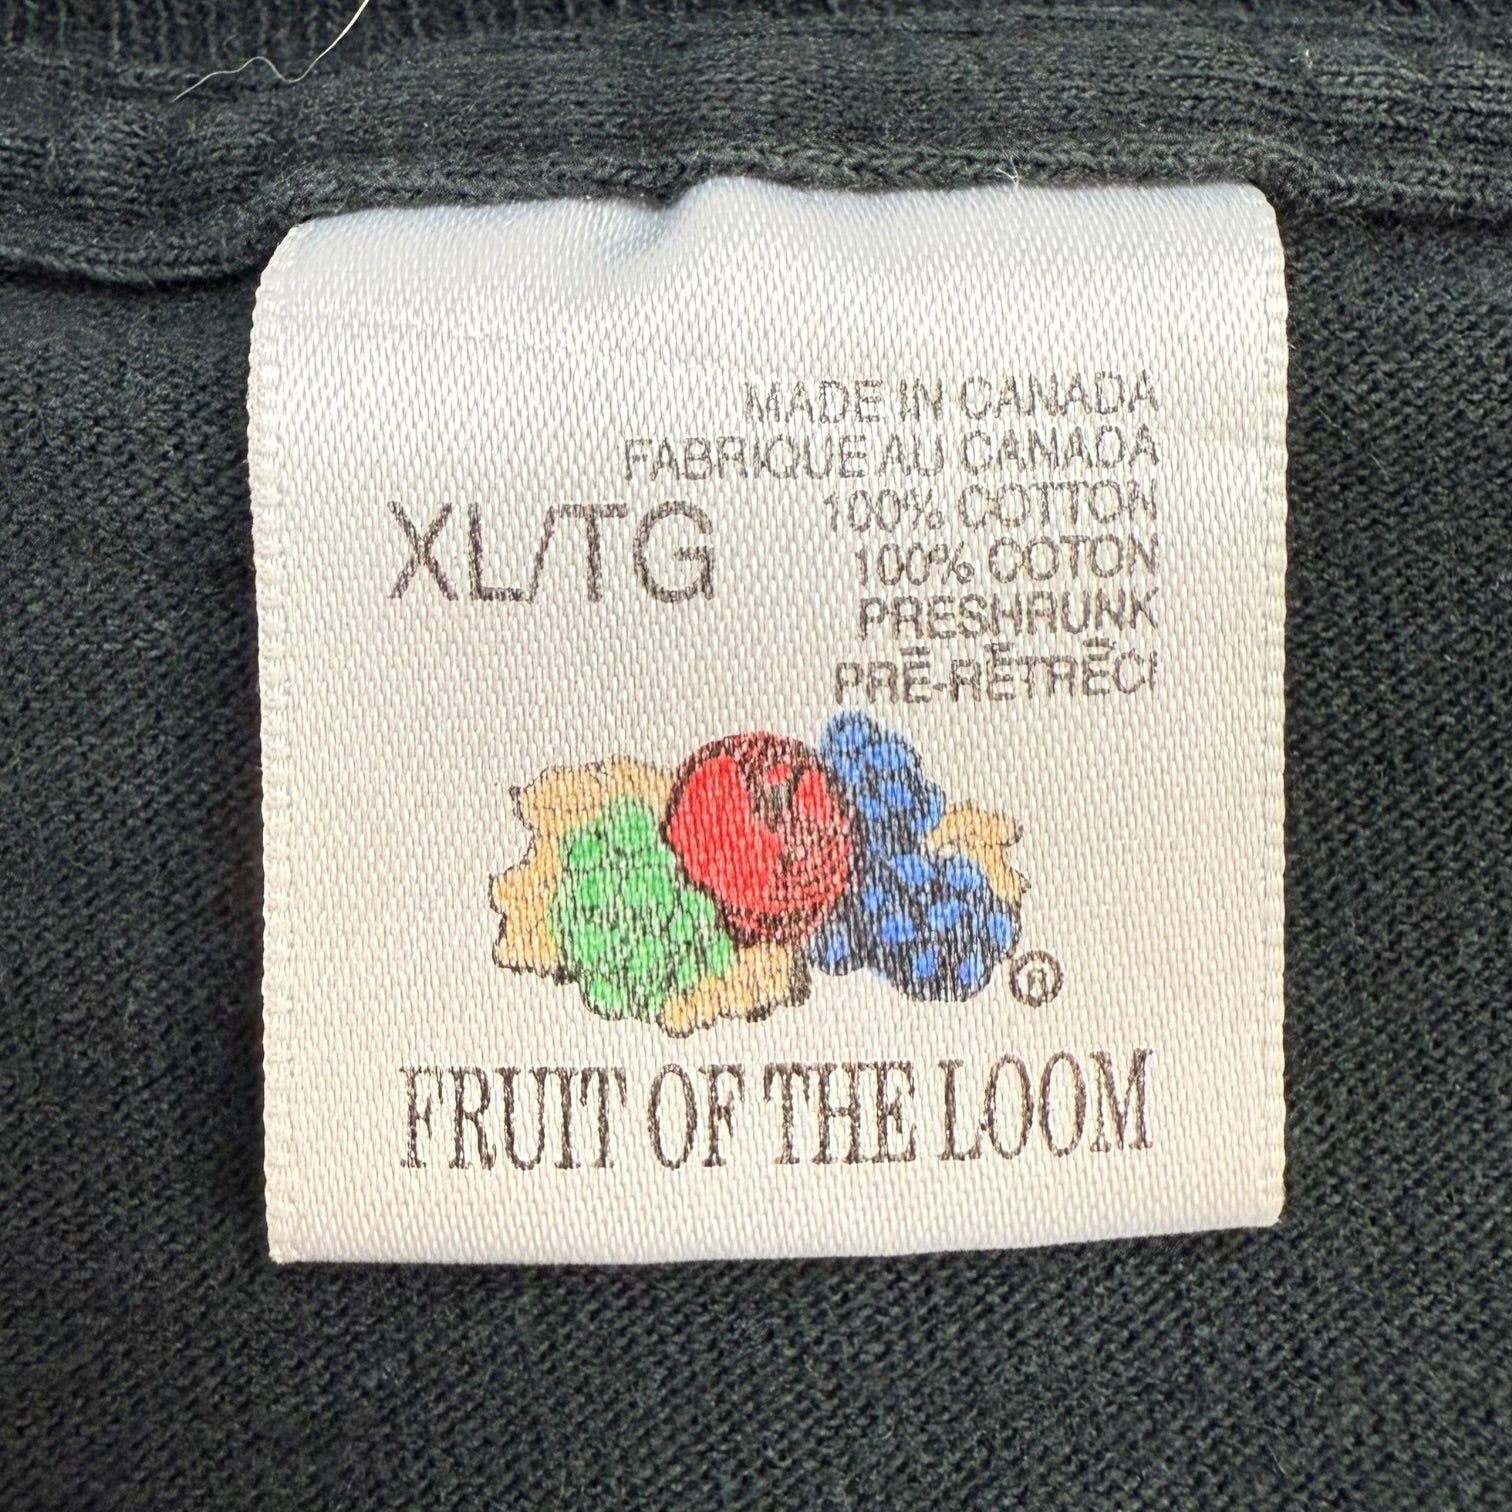 MADE IN CANADA
FABRIQUE AU CANADA
XL/TG
100% COTTON
100% COTON
PRESHRUNK
PRÉ-RÉTRÉCI
®
FRUIT OF THE LOOM